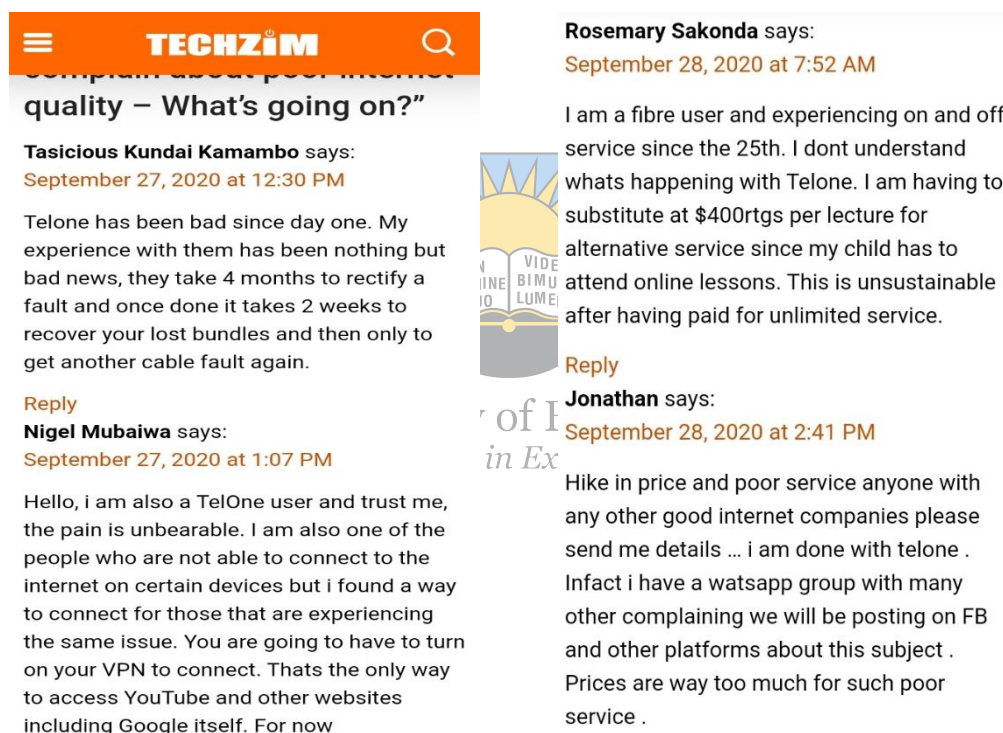 TECHZiM
complain about poor internet
quality – What's going on?”
Tasicious Kundai Kamambo says:
September 27, 2020 at 12:30 PM
Telone has been bad since day one. My
experience with them has been nothing but
bad news, they take 4 months to rectify a
fault and once done it takes 2 weeks to
recover your lost bundles and then only to
get another cable fault again.
Reply
Nigel Mubaiwa says:
September 27, 2020 at 1:07 PM
Hello, i am also a TelOne user and trust me,
the pain is unbearable. I am also one of the
people who are not able to connect to the
internet on certain devices but i found a way
to connect for those that are experiencing
the same issue. You are going to have to turn
on your VPN to connect. Thats the only way
to access YouTube and other websites
including Google itself. For now
VIDE
BIMU
LUME
of
in Ex
Rosemary Sakonda says:
September 28, 2020 at 7:52 AM
I am a fibre user and experiencing on and off
service since the 25th. I dont understand
whats happening with Telone. I am having to
substitute at $400rtgs per lecture for
alternative service since my child has to
attend online lessons. This is unsustainable
after having paid for unlimited service.
Reply
Jonathan says:
September 28, 2020 at 2:41 PM
Hike in price and poor service anyone with
any other good internet companies please
send me details ... i am done with telone .
Infact i have a watsapp group with many
other complaining we will be posting on FB
and other platforms about this subject .
Prices are way too much for such poor
service .